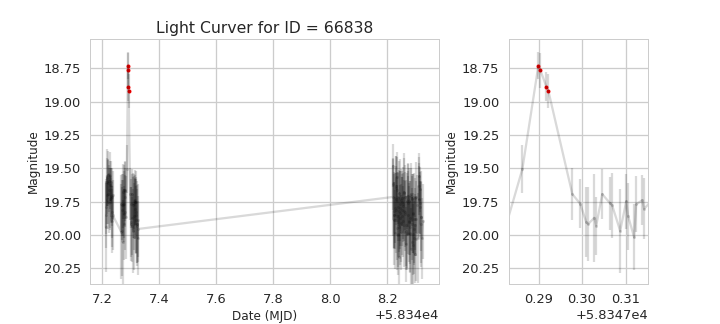 Light Curver for ID = 66838
Magnitude
18.75
19.00
19.25
19.50
19.75
20.00
20.25
7.2 7.4 7.6 7.8 8.0 8.2
Date (MJD)
+5.834e4
Magnitude
18.75
19.00
19.25
19.50
19.75
20.00
20.25
0.29 0.30 0.31
+5.8347e4